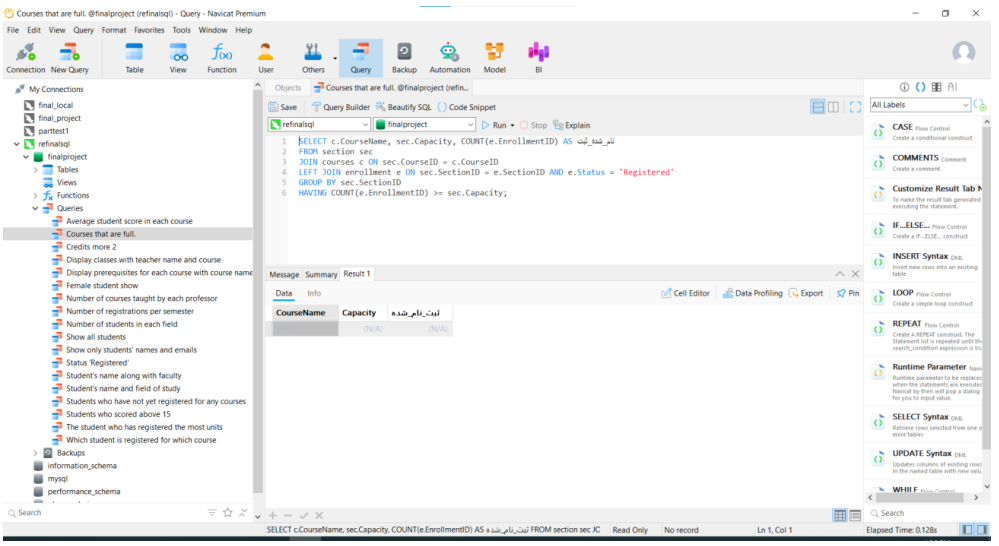 Courses that are full. @finalproject (refinalsql) - Query - Navicat Premium
File Edit View Query Format Favorites Tools Window Help
Connection New Query Table View Function User Others Query Backup Automation Model BI
My Connections
final_local
final_project
parttest1
refinalsql
finalproject
Tables
Views
Functions
Queries
Average student score in each course
Courses that are full.
Credits more 2
Display classes with teacher name and course
Display prerequisites for each course with course name
Female student show
Number of courses taught by each professor
Number of registrations per semester
Number of students in each field
Show all students
Show only students' names and emails
Status 'Registered'
Student's name along with faculty
Student's name and field of study
Students who have not yet registered for any courses
Students who scored above 15
The student who has registered the most units
Which student is registered for which course
Backups
information_schema
mysql
performance_schema
Search
Objects Courses that are full. @finalproject (refin...
Save Query Builder Beautify SQL () Code Snippet
refinalsql finalproject Run Stop Explain
1 SELECT c.CourseName, sec.Capacity, COUNT(e.EnrollmentID) AS ثبت_نام_شده
2 FROM section sec
3 JOIN courses c ON sec.CourseID = c.CourseID
4 LEFT JOIN enrollment e ON sec.SectionID = e.SectionID AND e.Status = 'Registered'
5 GROUP BY sec.SectionID
6 HAVING COUNT(e.EnrollmentID) >= sec.Capacity;
Message Summary Result 1
Data Info Cell Editor Data Profiling Export Pin
CourseName Capacity ثبت_نام_شده
(N/A) (N/A)
SELECT c.CourseName, sec.Capacity, COUNT(e.EnrollmentID) AS ثبت_نام_شده FROM section sec JC Read Only No record Ln 1, Col 1 Elapsed Time: 0.128s
All Labels
CASE Flow Control
Create a conditional construct
COMMENTS Comment
Create a comment
Customize Result Tab N
To name the result tab generated
executing the statement.
IF...ELSE... Flow Control
Create a IF...ELSE... construct
INSERT Syntax DML
Insert new rows into an existing
table
LOOP Flow Control
Create a simple loop construct
REPEAT Flow Control
Create A REPEAT construct. The
Statement list is repeated until the
search_condition expression is tru
Runtime Parameter Navi
Runtime parameter to be replaced
when the statements are executed
Navicat by then will pop a dialog
for you to input value.
SELECT Syntax DML
Retrieve rows selected from one o
more tables
UPDATE Syntax DML
Updates columns of existing rows
in the named table with new valu
WHILE Flow Control
Search